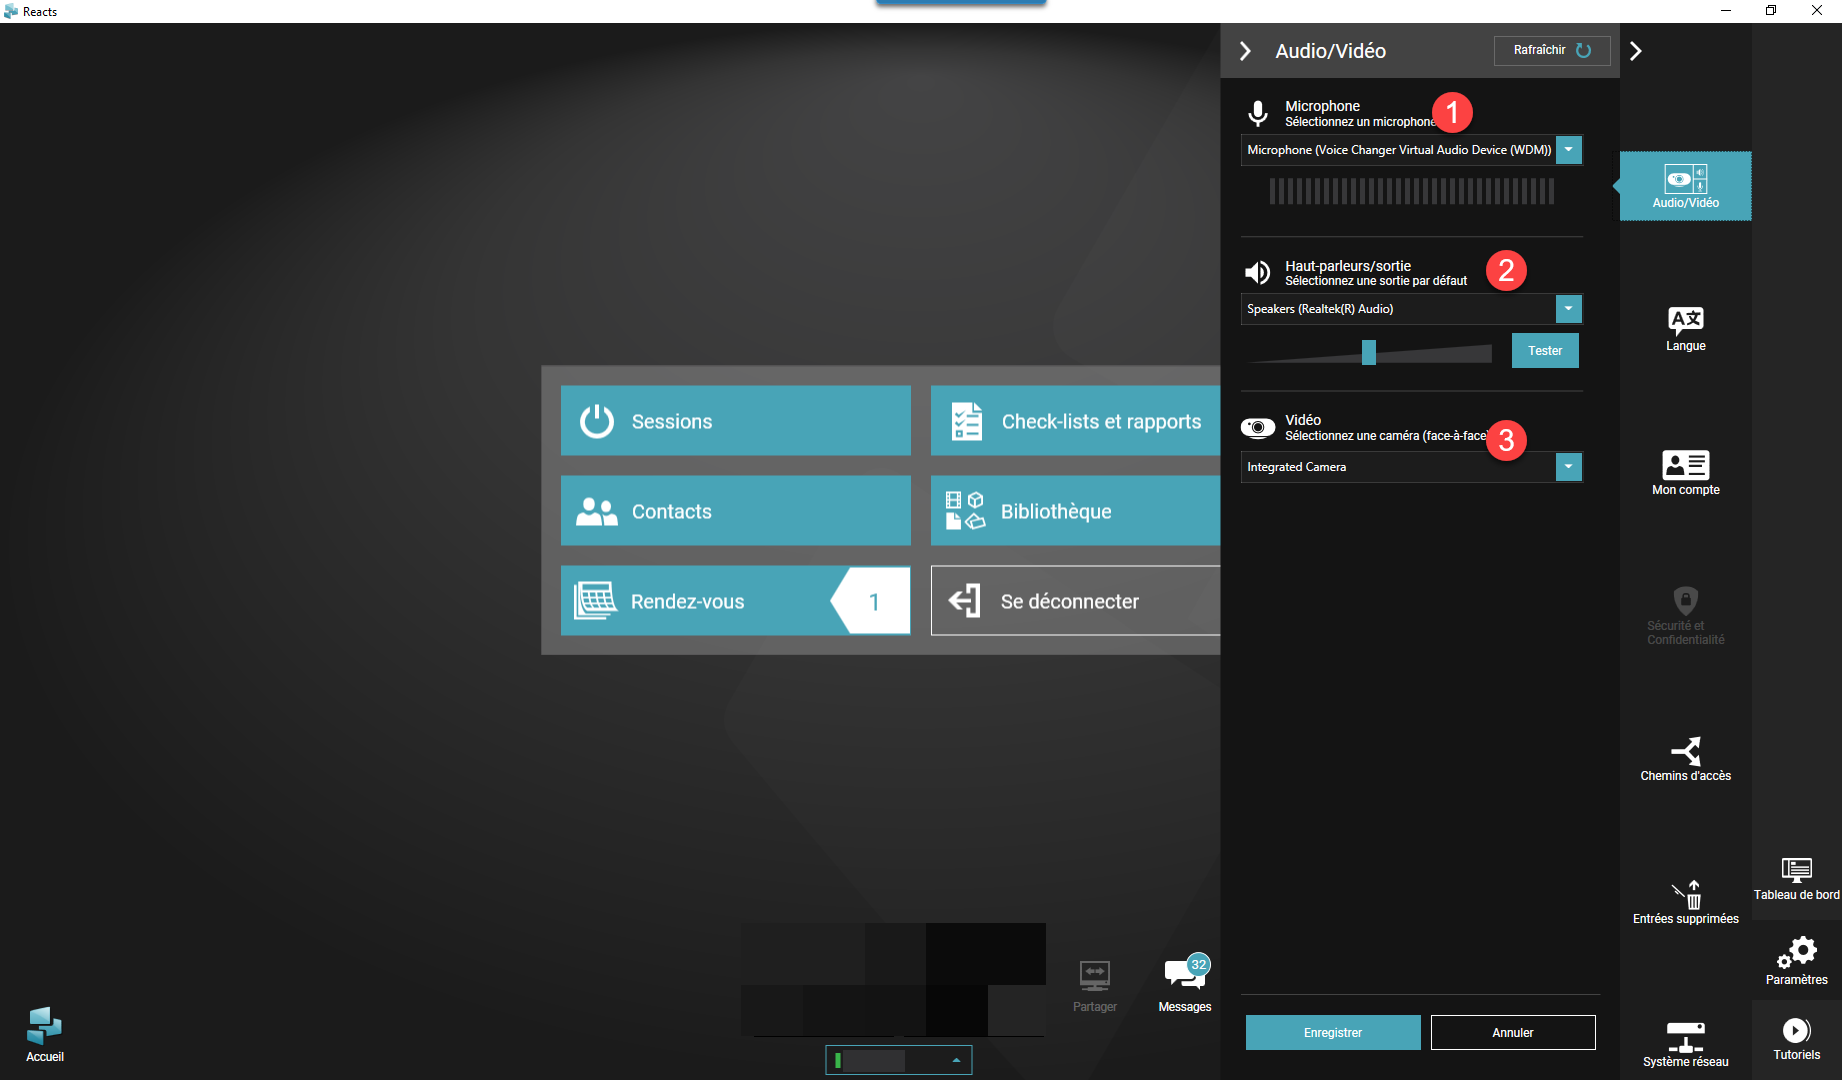 Reacts
Audio/Vidéo
Rafraîchir
Microphone
Sélectionnez un microphone
1
Microphone (Voice Changer Virtual Audio Device (WDM))
Haut-parleurs/sortie
Sélectionnez une sortie par défaut
2
Speakers (Realtek(R) Audio)
Tester
Vidéo
Sélectionnez une caméra (face-à-face)
3
Integrated Camera
Enregistrer
Annuler
Sessions
Check-lists et rapports
Contacts
Bibliothèque
Rendez-vous
1
Se déconnecter
Partager
32
Messages
Accueil
Audio/Vidéo
Langue
Mon compte
Sécurité et
Confidentialité
Chemins d'accès
Entrées supprimées
Système réseau
Tableau de bord
Paramètres
Tutoriels